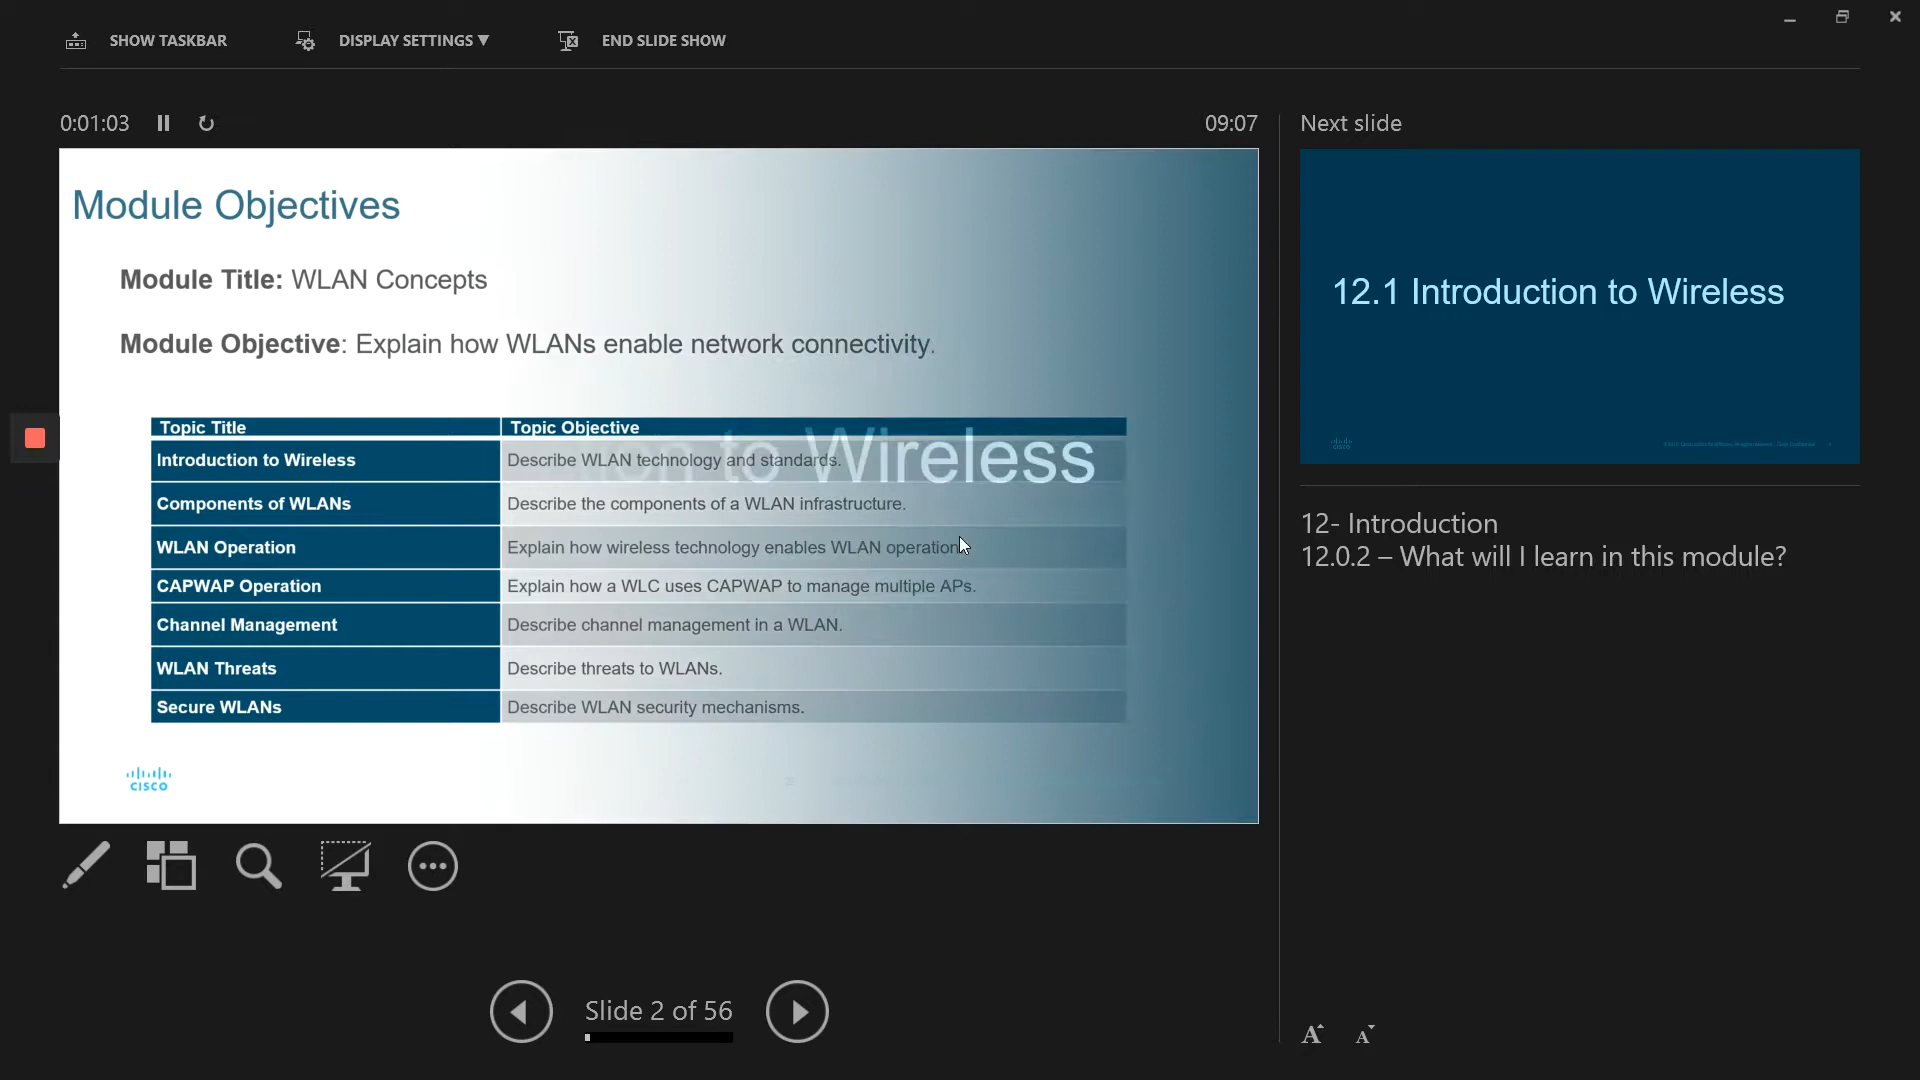 SHOW TASKBAR DISPLAY SETTINGS ▼ END SLIDE SHOW
0:01:03 09:07 Next slide
Module Objectives
Module Title: WLAN Concepts
Module Objective: Explain how WLANs enable network connectivity.
Topic Title Topic Objective
Introduction to Wireless Describe WLAN technology and standards.
to Wireless
Components of WLANs Describe the components of a WLAN infrastructure.
WLAN Operation Explain how wireless technology enables WLAN operation
CAPWAP Operation Explain how a WLC uses CAPWAP to manage multiple APs.
Channel Management Describe channel management in a WLAN.
WLAN Threats Describe threats to WLANs.
Secure WLANs Describe WLAN security mechanisms.
CISCO
Slide 2 of 56
12.1 Introduction to Wireless
CISCO
12- Introduction
12.0.2 – What will I learn in this module?
A A